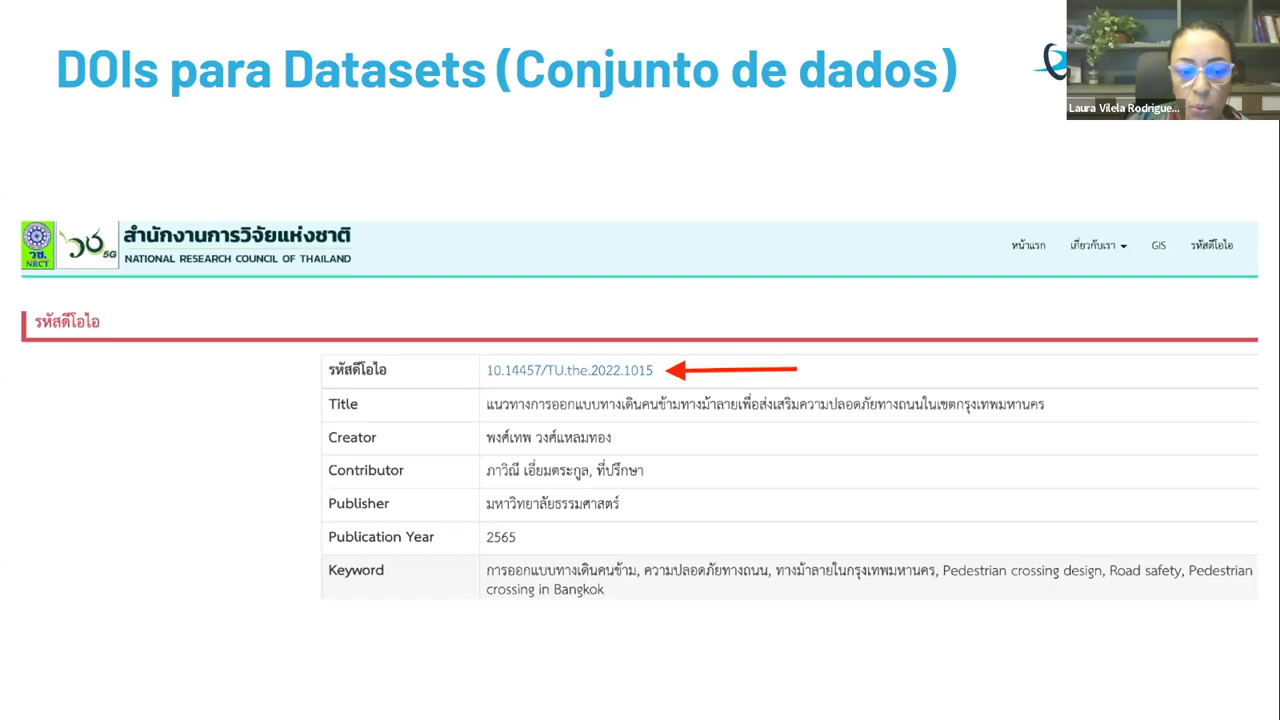 DOIs para Datasets (Conjunto de dados)
Laura Vilela Rodrigue...
วช.
NRCT
วช 5G
สำนักงานการวิจัยแห่งชาติ
NATIONAL RESEARCH COUNCIL OF THAILAND
หน้าแรก เกี่ยวกับเรา GIS รหัสดีโอไอ
รหัสดีโอไอ
รหัสดีโอไอ 10.14457/TU.the.2022.1015
Title แนวทางการออกแบบทางเดินคนข้ามทางม้าลายเพื่อส่งเสริมความปลอดภัยทางถนนในเขตกรุงเทพมหานคร
Creator พงศ์เทพ วงศ์แหลมทอง
Contributor ภาวิณี เอี่ยมตระกูล, ที่ปรึกษา
Publisher มหาวิทยาลัยธรรมศาสตร์
Publication Year 2565
Keyword การออกแบบทางเดินคนข้าม, ความปลอดภัยทางถนน, ทางม้าลายในกรุงเทพมหานคร, Pedestrian crossing design, Road safety, Pedestrian
crossing in Bangkok